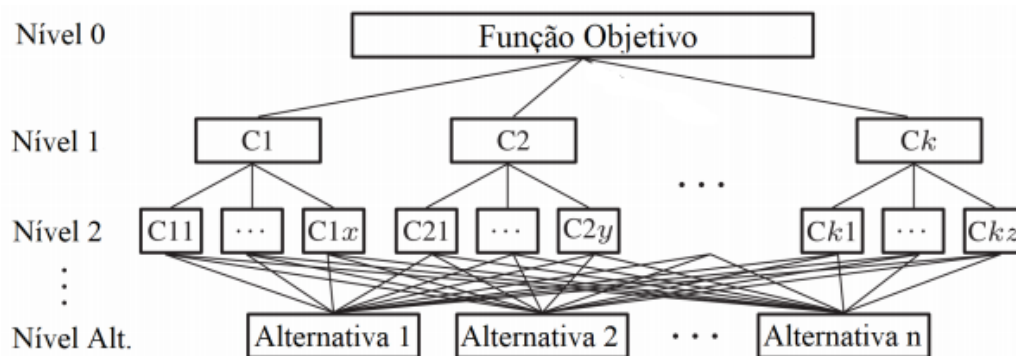 Nível 0 Função Objetivo
Nível 1 C1 C2 Ck
...
Nível 2 C11 ... C1x C21 ... C2y Ck1 ... Ckz
⋮
Nível Alt. Alternativa 1 Alternativa 2 ... Alternativa n